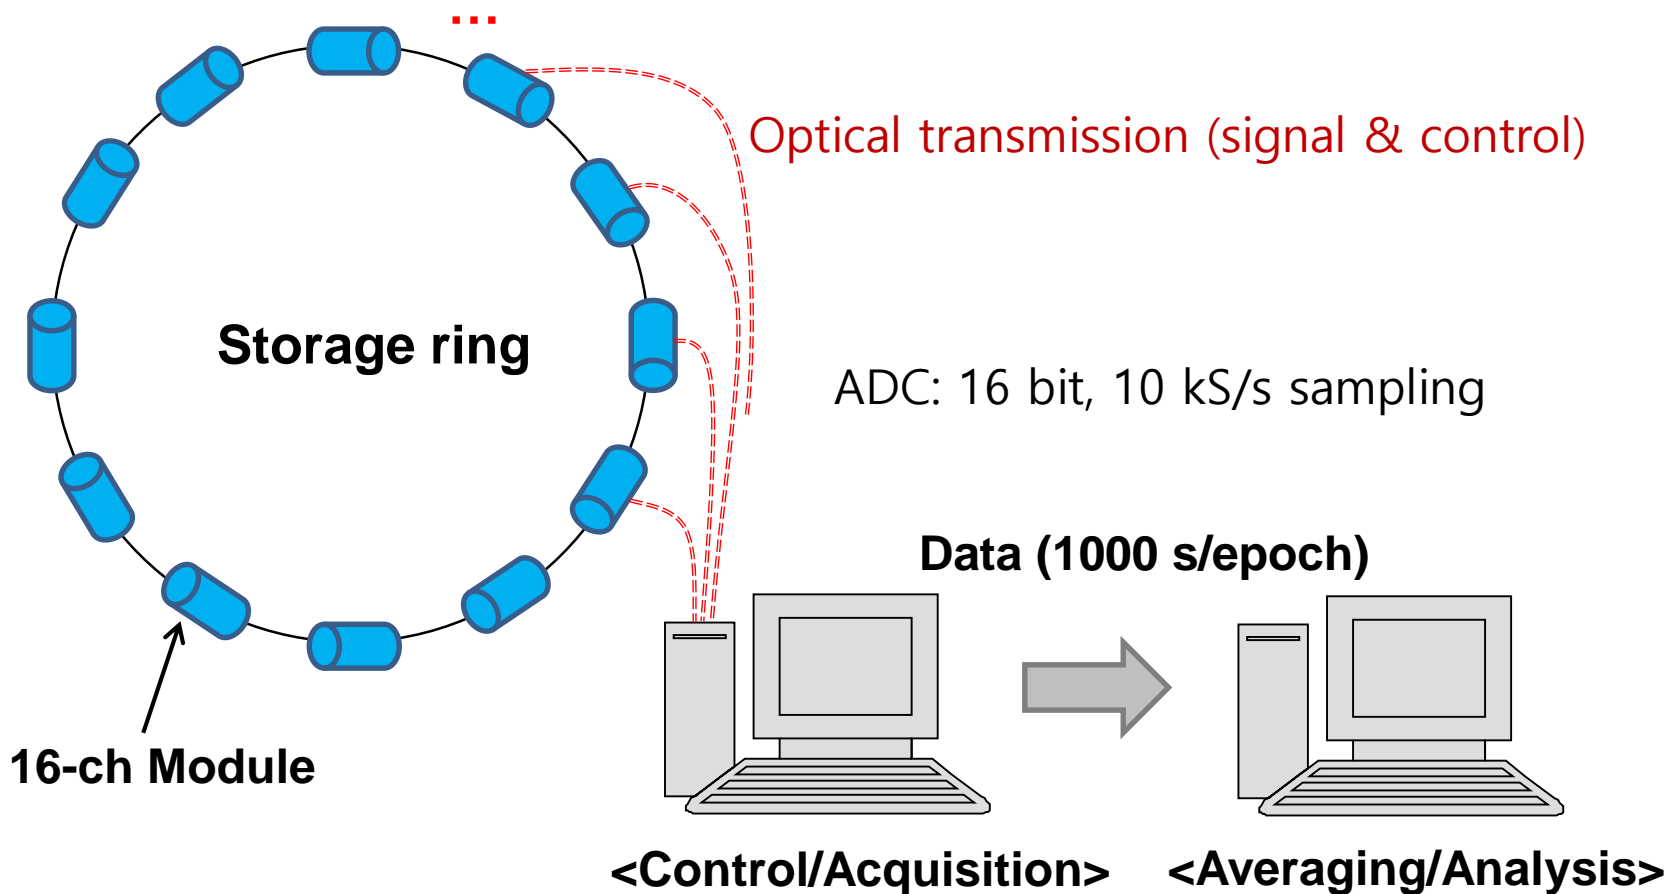 ...
Optical transmission (signal & control)
Storage ring
ADC: 16 bit, 10 kS/s sampling
Data (1000 s/epoch)
16-ch Module
<Control/Acquisition>
<Averaging/Analysis>